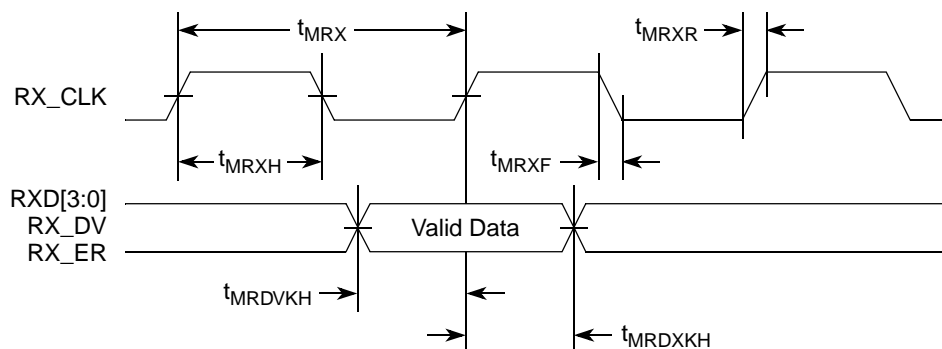 tMRX
tMRXR
RX_CLK
tMRXH
tMRXF
RXD[3:0]
RX_DV
RX_ER
Valid Data
tMRDVKH
tMRDXKH